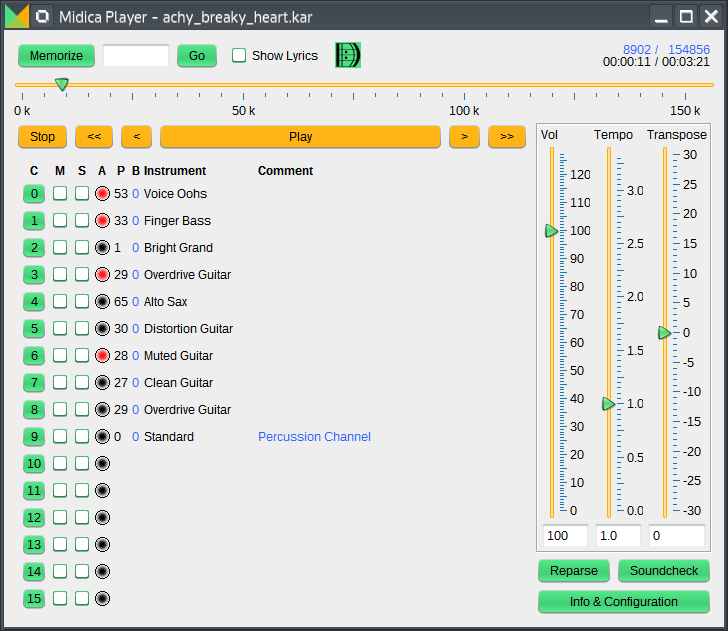 Midica Player - achy_breaky_heart.kar
Memorize Go Show Lyrics 8902 / 154856
00:00:11 / 00:03:21
0 k 50 k 100 k 150 k
Stop << < Play > >>
C M S A P B Instrument Comment
0 53 0 Voice Oohs
1 33 0 Finger Bass
2 1 0 Bright Grand
3 29 0 Overdrive Guitar
4 65 0 Alto Sax
5 30 0 Distortion Guitar
6 28 0 Muted Guitar
7 27 0 Clean Guitar
8 29 0 Overdrive Guitar
9 0 0 Standard Percussion Channel
10
11
12
13
14
15
Vol Tempo Transpose
120
110
100
90
80
70
60
50
40
30
20
10
0
3.0
2.5
2.0
1.5
1.0
0.5
0.0
30
25
20
15
10
5
0
-5
-10
-15
-20
-25
-30
100 1.0 0
Reparse Soundcheck
Info & Configuration